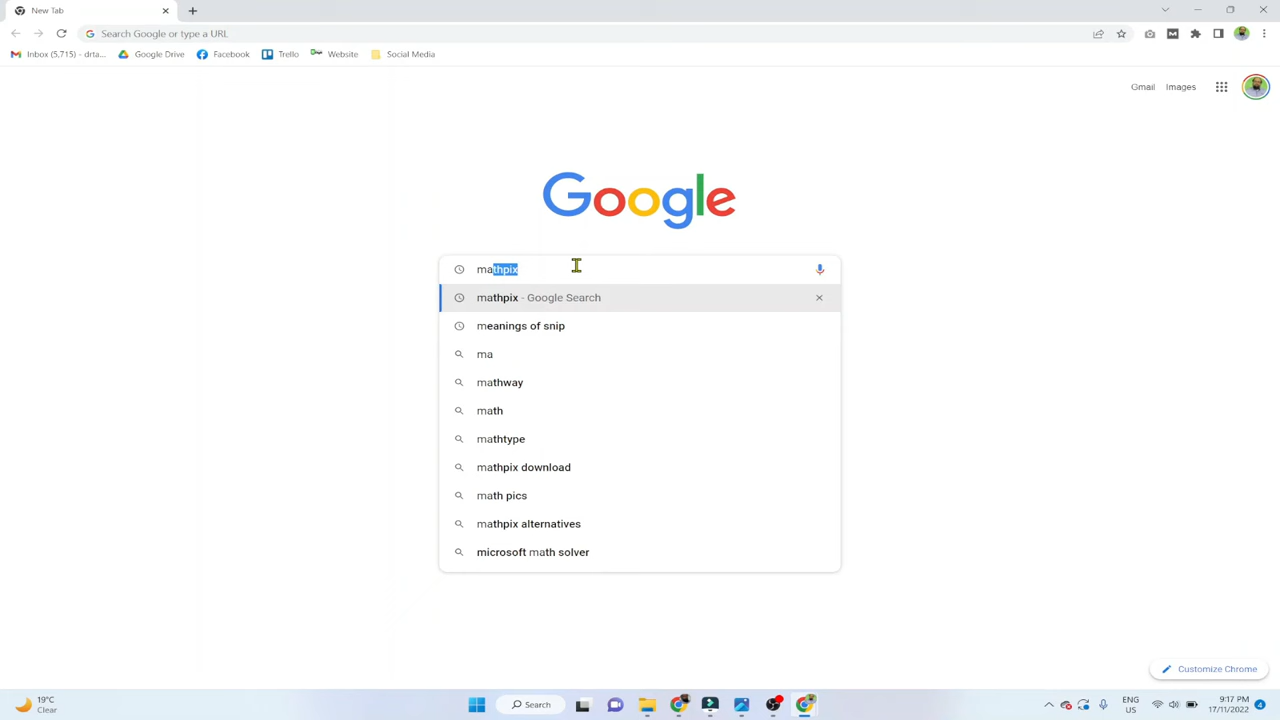 New Tab
Search Google or type a URL
Inbox (5,715) - drta...
Google Drive
Facebook
Trello
Website
Social Media
Gmail
Images
Google
mathpix
mathpix - Google Search
meanings of snip
ma
mathway
math
mathtype
mathpix download
math pics
mathpix alternatives
microsoft math solver
Customize Chrome
19°C
Clear
Search
ENG
US
9:17 PM
17/11/2022
4